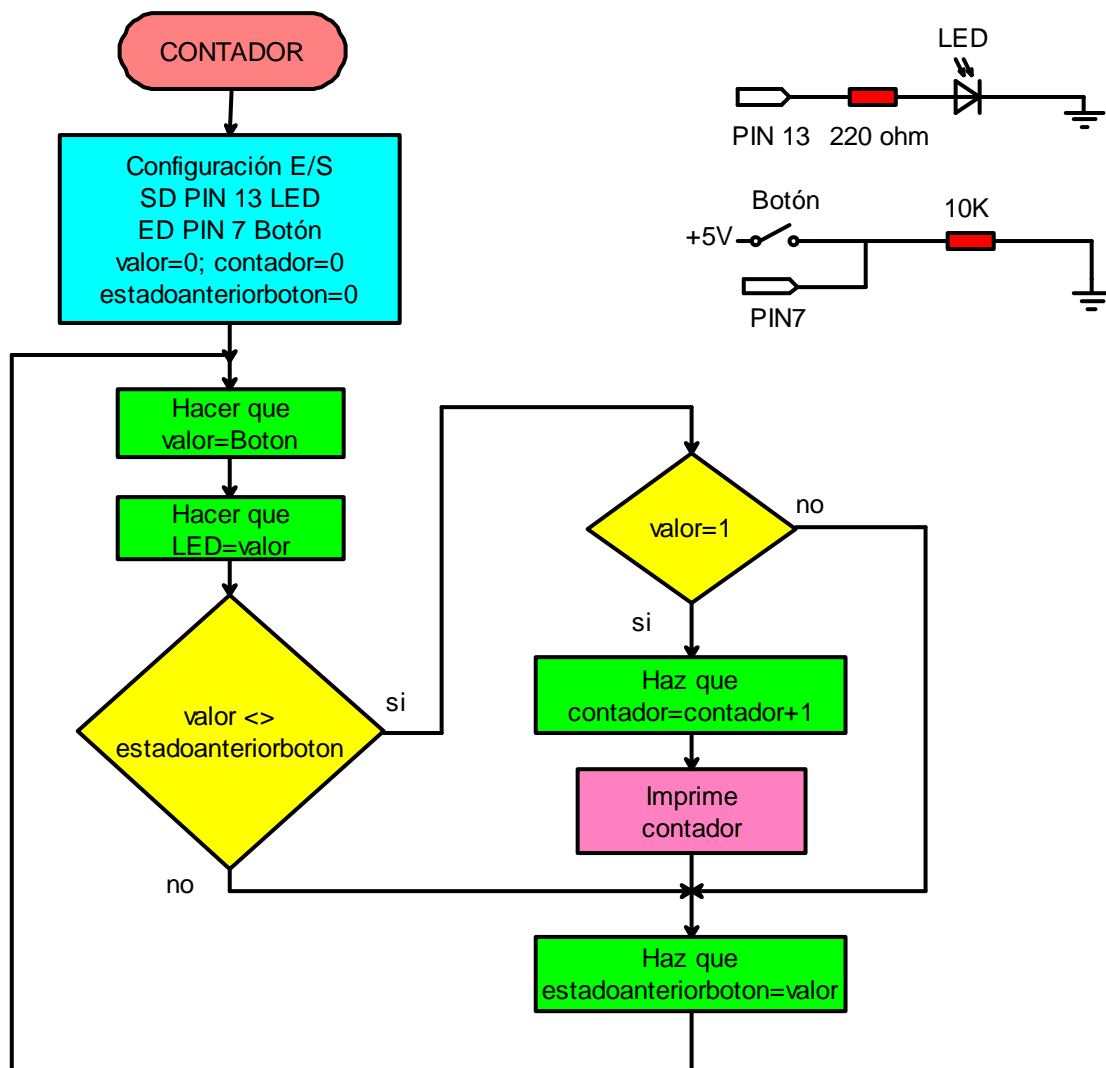 CONTADOR
Configuración E/S
SD PIN 13 LED
ED PIN 7 Botón
valor=0; contador=0
estadoanteriorboton=0
Hacer que
valor=Boton
Hacer que
LED=valor
valor <>
estadoanteriorboton
si
no
valor=1
no
si
Haz que
contador=contador+1
Imprime
contador
Haz que
estadoanteriorboton=valor
LED
PIN 13
220 ohm
Botón
10K
+5V
PIN7